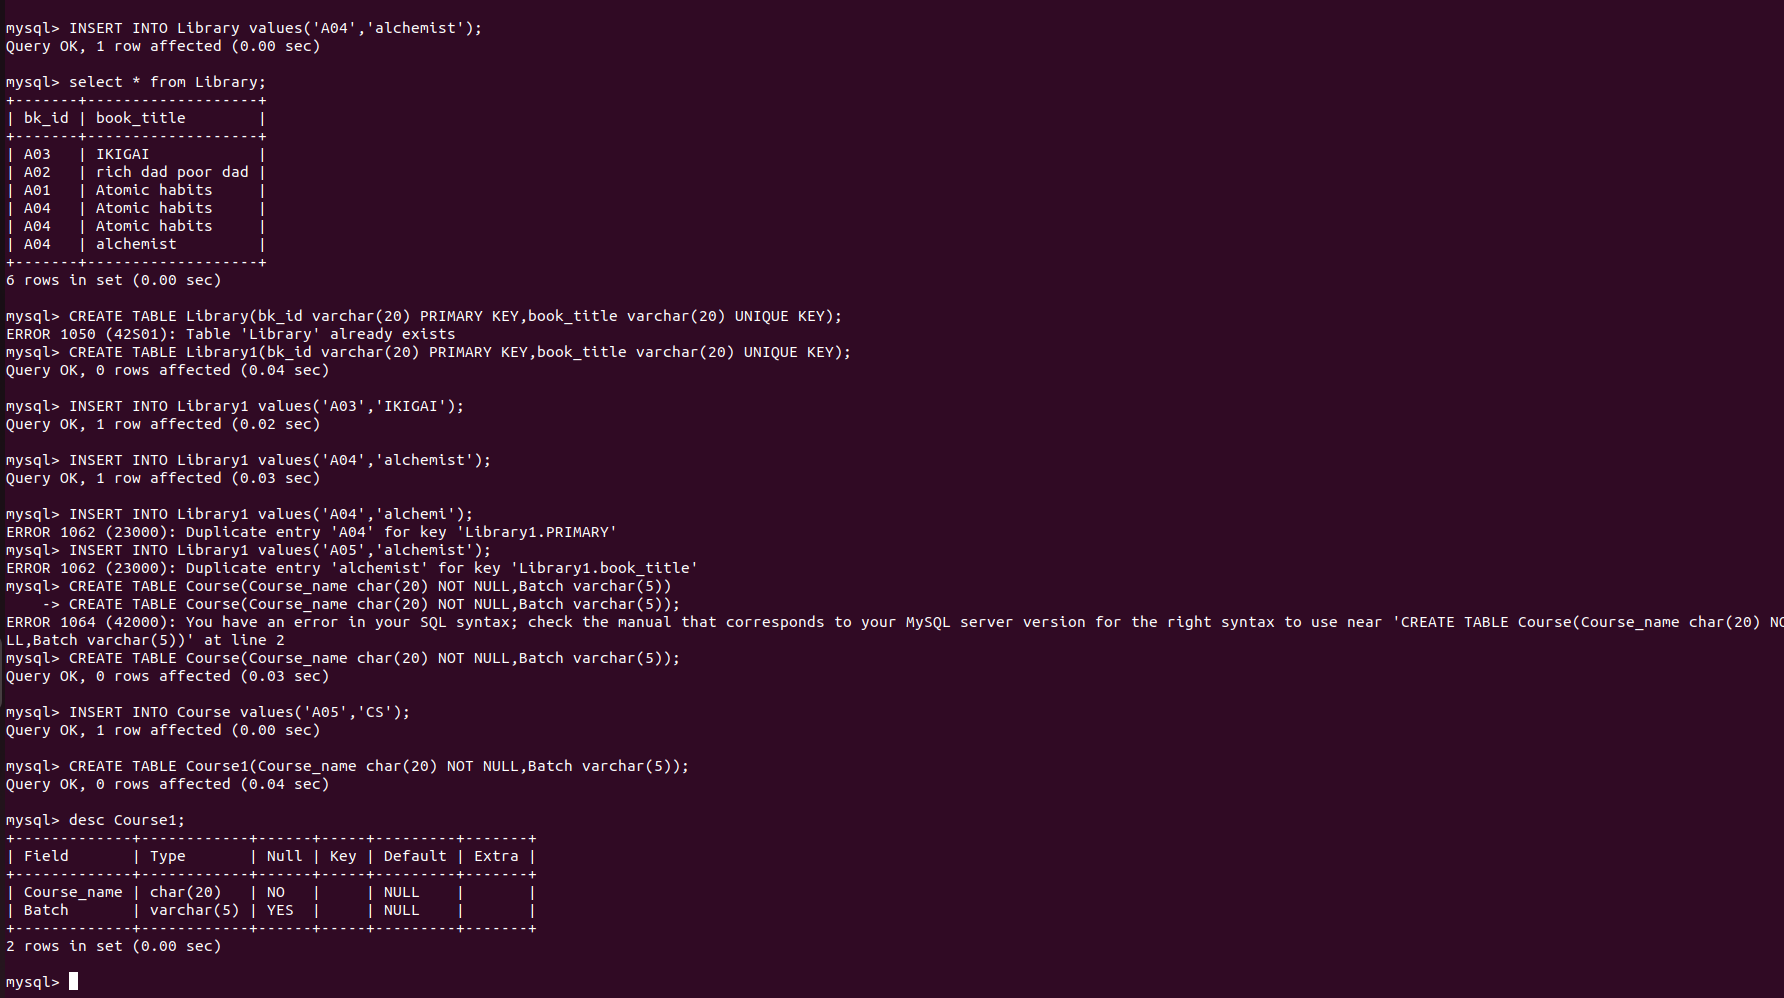 mysql> INSERT INTO Library values('A04','alchemist');
Query OK, 1 row affected (0.00 sec)

mysql> select * from Library;
+-------+-------------------+
| bk_id | book_title        |
+-------+-------------------+
| A03   | IKIGAI            |
| A02   | rich dad poor dad |
| A01   | Atomic habits     |
| A04   | Atomic habits     |
| A04   | Atomic habits     |
| A04   | alchemist         |
+-------+-------------------+
6 rows in set (0.00 sec)

mysql> CREATE TABLE Library(bk_id varchar(20) PRIMARY KEY,book_title varchar(20) UNIQUE KEY);
ERROR 1050 (42S01): Table 'Library' already exists
mysql> CREATE TABLE Library1(bk_id varchar(20) PRIMARY KEY,book_title varchar(20) UNIQUE KEY);
Query OK, 0 rows affected (0.04 sec)

mysql> INSERT INTO Library1 values('A03','IKIGAI');
Query OK, 1 row affected (0.02 sec)

mysql> INSERT INTO Library1 values('A04','alchemist');
Query OK, 1 row affected (0.03 sec)

mysql> INSERT INTO Library1 values('A04','alchemi');
ERROR 1062 (23000): Duplicate entry 'A04' for key 'Library1.PRIMARY'
mysql> INSERT INTO Library1 values('A05','alchemist');
ERROR 1062 (23000): Duplicate entry 'alchemist' for key 'Library1.book_title'
mysql> CREATE TABLE Course(Course_name char(20) NOT NULL,Batch varchar(5))
    -> CREATE TABLE Course(Course_name char(20) NOT NULL,Batch varchar(5));
ERROR 1064 (42000): You have an error in your SQL syntax; check the manual that corresponds to your MySQL server version for the right syntax to use near 'CREATE TABLE Course(Course_name char(20) NO
LL,Batch varchar(5))' at line 2
mysql> CREATE TABLE Course(Course_name char(20) NOT NULL,Batch varchar(5));
Query OK, 0 rows affected (0.03 sec)

mysql> INSERT INTO Course values('A05','CS');
Query OK, 1 row affected (0.00 sec)

mysql> CREATE TABLE Course1(Course_name char(20) NOT NULL,Batch varchar(5));
Query OK, 0 rows affected (0.04 sec)

mysql> desc Course1;
+-------------+------------+------+-----+---------+-------+
| Field       | Type       | Null | Key | Default | Extra |
+-------------+------------+------+-----+---------+-------+
| Course_name | char(20)   | NO   |     | NULL    |       |
| Batch       | varchar(5) | YES  |     | NULL    |       |
+-------------+------------+------+-----+---------+-------+
2 rows in set (0.00 sec)

mysql>